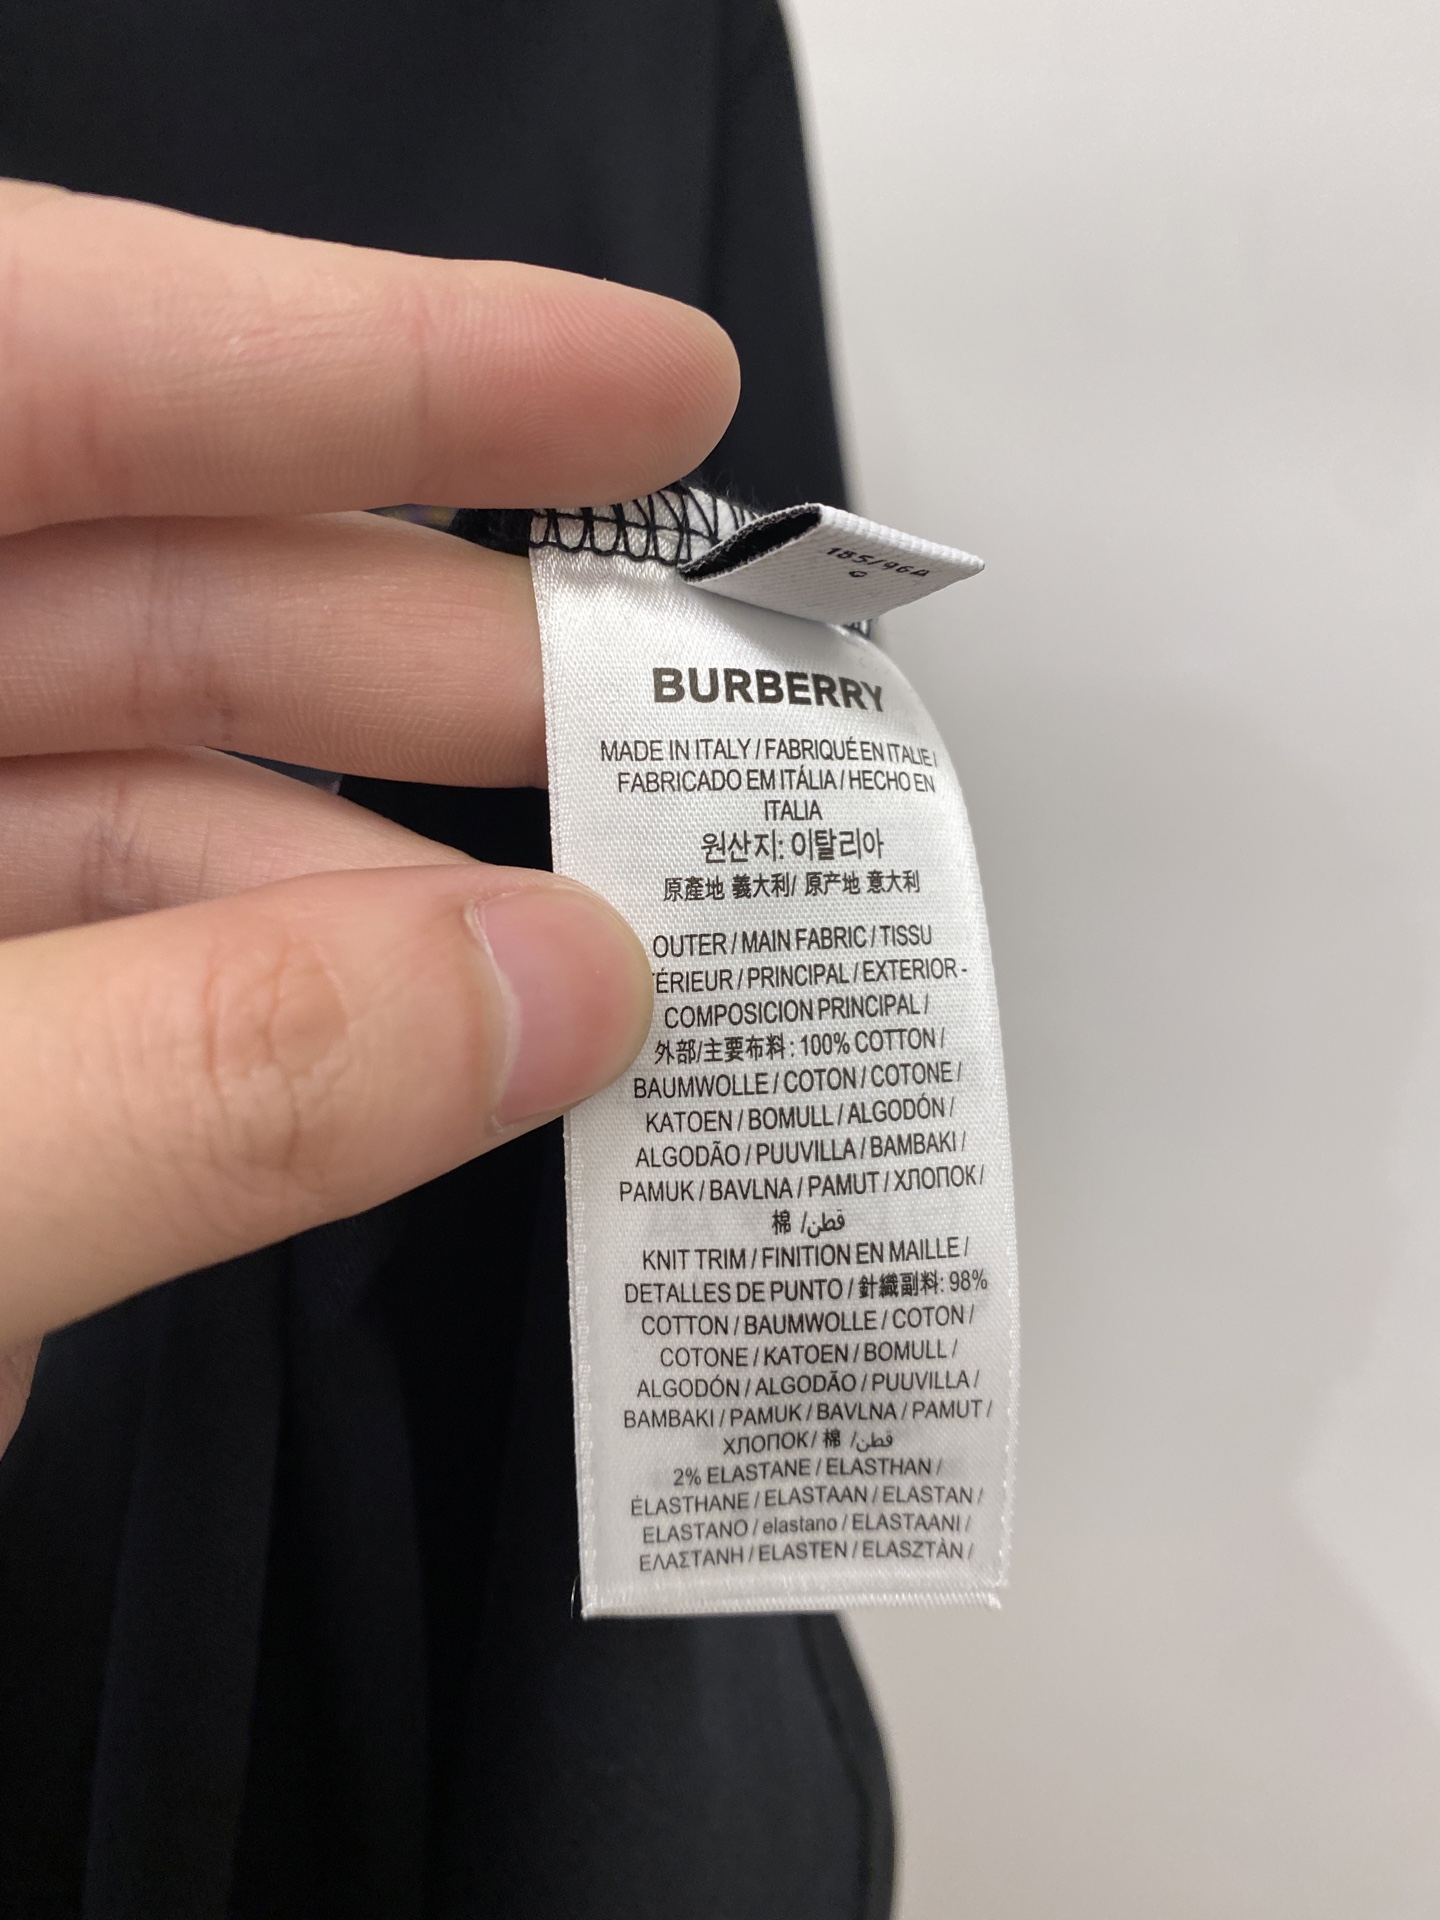 185/96A
G
BURBERRY
MADE IN ITALY / FABRIQUÉ EN ITALIE /
FABRICADO EM ITÁLIA / HECHO EN
ITALIA
원산지: 이탈리아
原產地 義大利/ 原产地 意大利
OUTER / MAIN FABRIC / TISSU
TÉRIEUR / PRINCIPAL / EXTERIOR -
COMPOSICION PRINCIPAL /
外部/主要布料: 100% COTTON /
BAUMWOLLE / COTON / COTONE /
KATOEN / BOMULL / ALGODÓN /
ALGODÃO / PUUVILLA / BAMBAKI /
PAMUK / BAVLNA / PAMUT / ХЛОПОК /
棉 /قطن
KNIT TRIM / FINITION EN MAILLE /
DETALLES DE PUNTO / 針織副料: 98%
COTTON / BAUMWOLLE / COTON /
COTONE / KATOEN / BOMULL /
ALGODÓN / ALGODÃO / PUUVILLA /
BAMBAKI / PAMUK / BAVLNA / PAMUT /
ХЛОПОК / 棉 /قطن
2% ELASTANE / ELASTHAN /
ÉLASTHANE / ELASTAAN / ELASTAN /
ELASTANO / elastano / ELASTAANI /
ΕΛΑΣΤΑΝΗ / ELASTEN / ELASZTÀN /